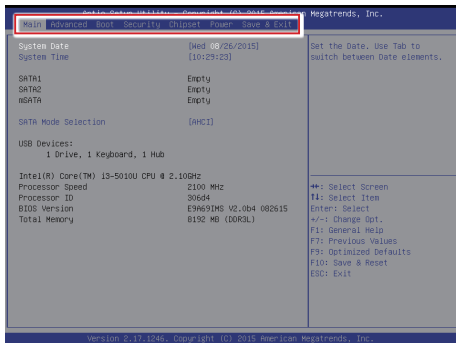 Aptio Setup Utility - Copyright (C) 2015 American Megatrends, Inc.
Main Advanced Boot Security Chipset Power Save & Exit
System Date [Wed 08/26/2015]
System Time [10:29:23]
SATA1 Empty
SATA2 Empty
mSATA Empty
SATA Mode Selection [AHCI]
USB Devices:
1 Drive, 1 Keyboard, 1 Hub
Intel(R) Core(TM) i3-5010U CPU @ 2.10GHz
Processor Speed 2100 MHz
Processor ID 306d4
BIOS Version E9A69IMS V2.0b4 082615
Total Memory 8192 MB (DDR3L)
Set the Date. Use Tab to
switch between Date elements.
→←: Select Screen
↑↓: Select Item
Enter: Select
+/-: Change Opt.
F1: General Help
F7: Previous Values
F9: Optimized Defaults
F10: Save & Reset
ESC: Exit
Version 2.17.1246. Copyright (C) 2015 American Megatrends, Inc.